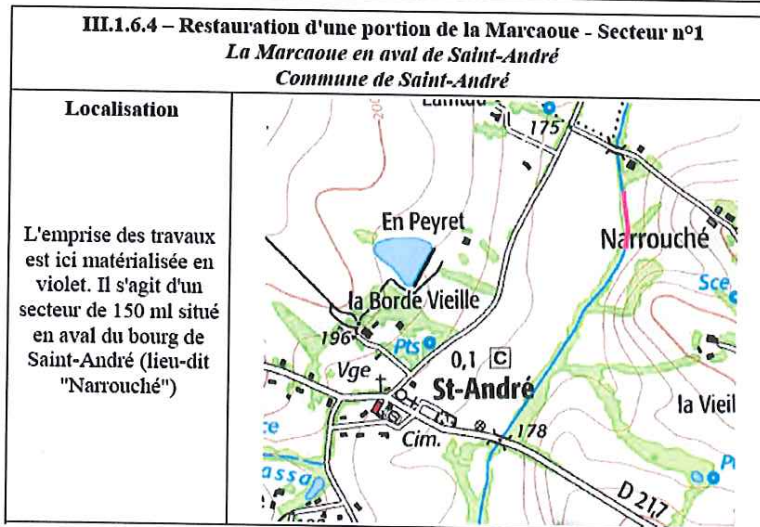 III.1.6.4 – Restauration d'une portion de la Marcaoue - Secteur n°1
La Marcaoue en aval de Saint-André
Commune de Saint-André
Localisation
L'emprise des travaux
est ici matérialisée en
violet. Il s'agit d'un
secteur de 150 ml situé
en aval du bourg de
Saint-André (lieu-dit
"Narrouché")
200
175
En Peyret
Narrouché
Sce
la Borde Vieille
196
Pts
0,1 C
Vge
St-André
la Vieil
Cim.
178
D 217